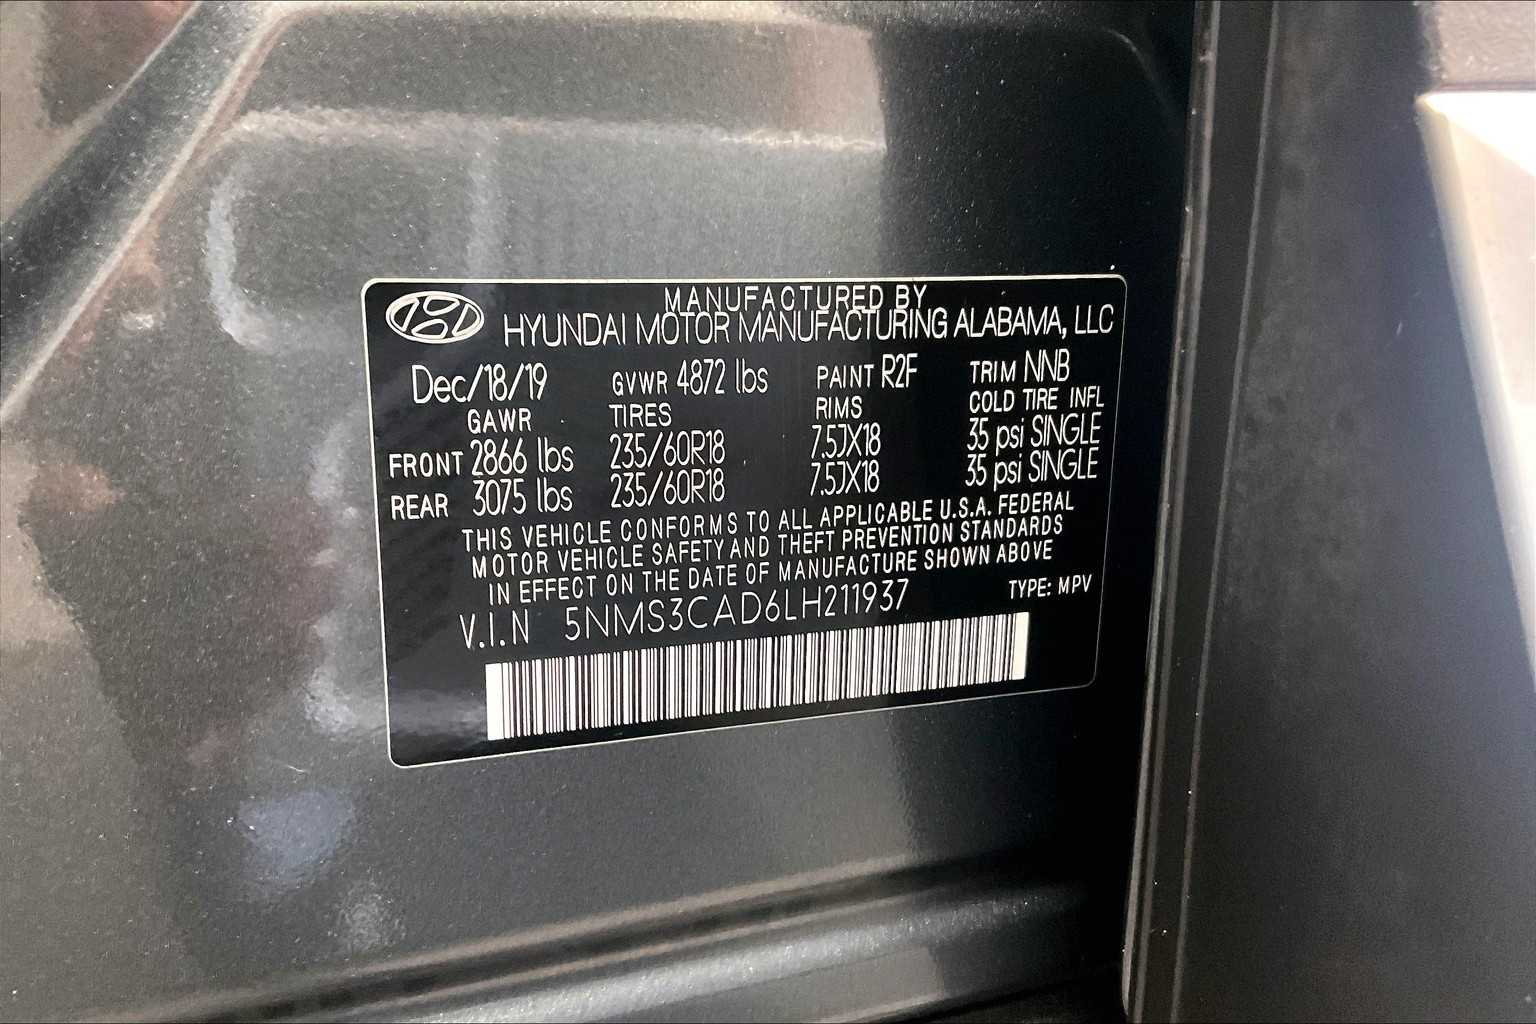 MANUFACTURED BY
HYUNDAI MOTOR MANUFACTURING ALABAMA, LLC
Dec/18/19 GVWR 4872 lbs PAINT R2F TRIM NNB
GAWR TIRES RIMS COLD TIRE INFL
FRONT 2866 lbs 235/60R18 7.5JX18 35 psi SINGLE
REAR 3075 lbs 235/60R18 7.5JX18 35 psi SINGLE
THIS VEHICLE CONFORMS TO ALL APPLICABLE U.S.A. FEDERAL
MOTOR VEHICLE SAFETY AND THEFT PREVENTION STANDARDS
IN EFFECT ON THE DATE OF MANUFACTURE SHOWN ABOVE
V.I.N 5NMS3CAD6LH211937 TYPE: MPV